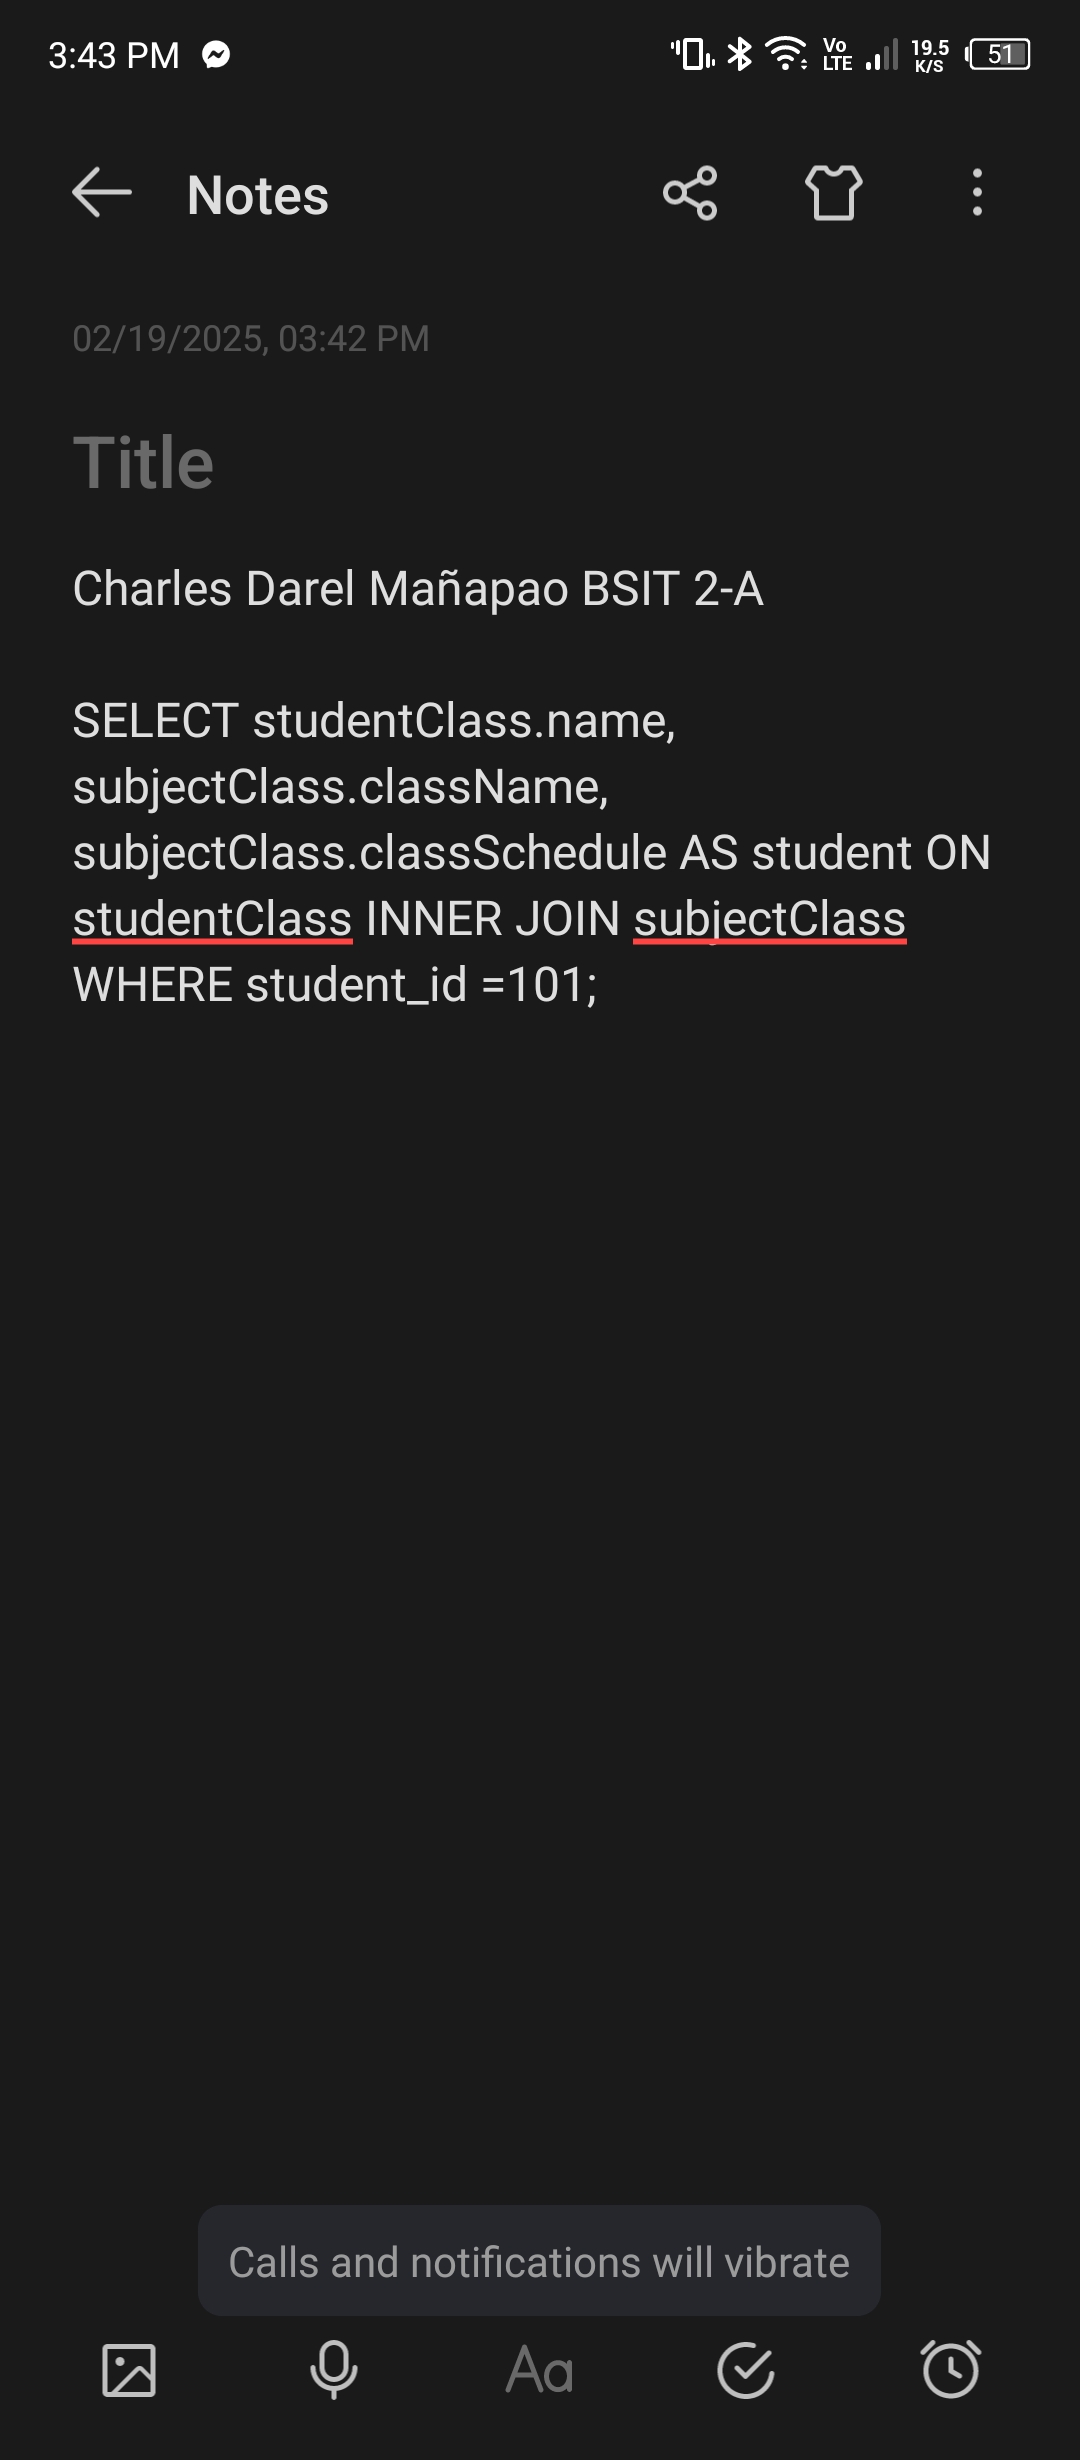 3:43 PM
Vo LTE
19.5 K/S
51
Notes
02/19/2025, 03:42 PM
Title
Charles Darel Mañapao BSIT 2-A
SELECT studentClass.name,
subjectClass.className,
subjectClass.classSchedule AS student ON
studentClass INNER JOIN subjectClass
WHERE student_id =101;
Calls and notifications will vibrate
Aa